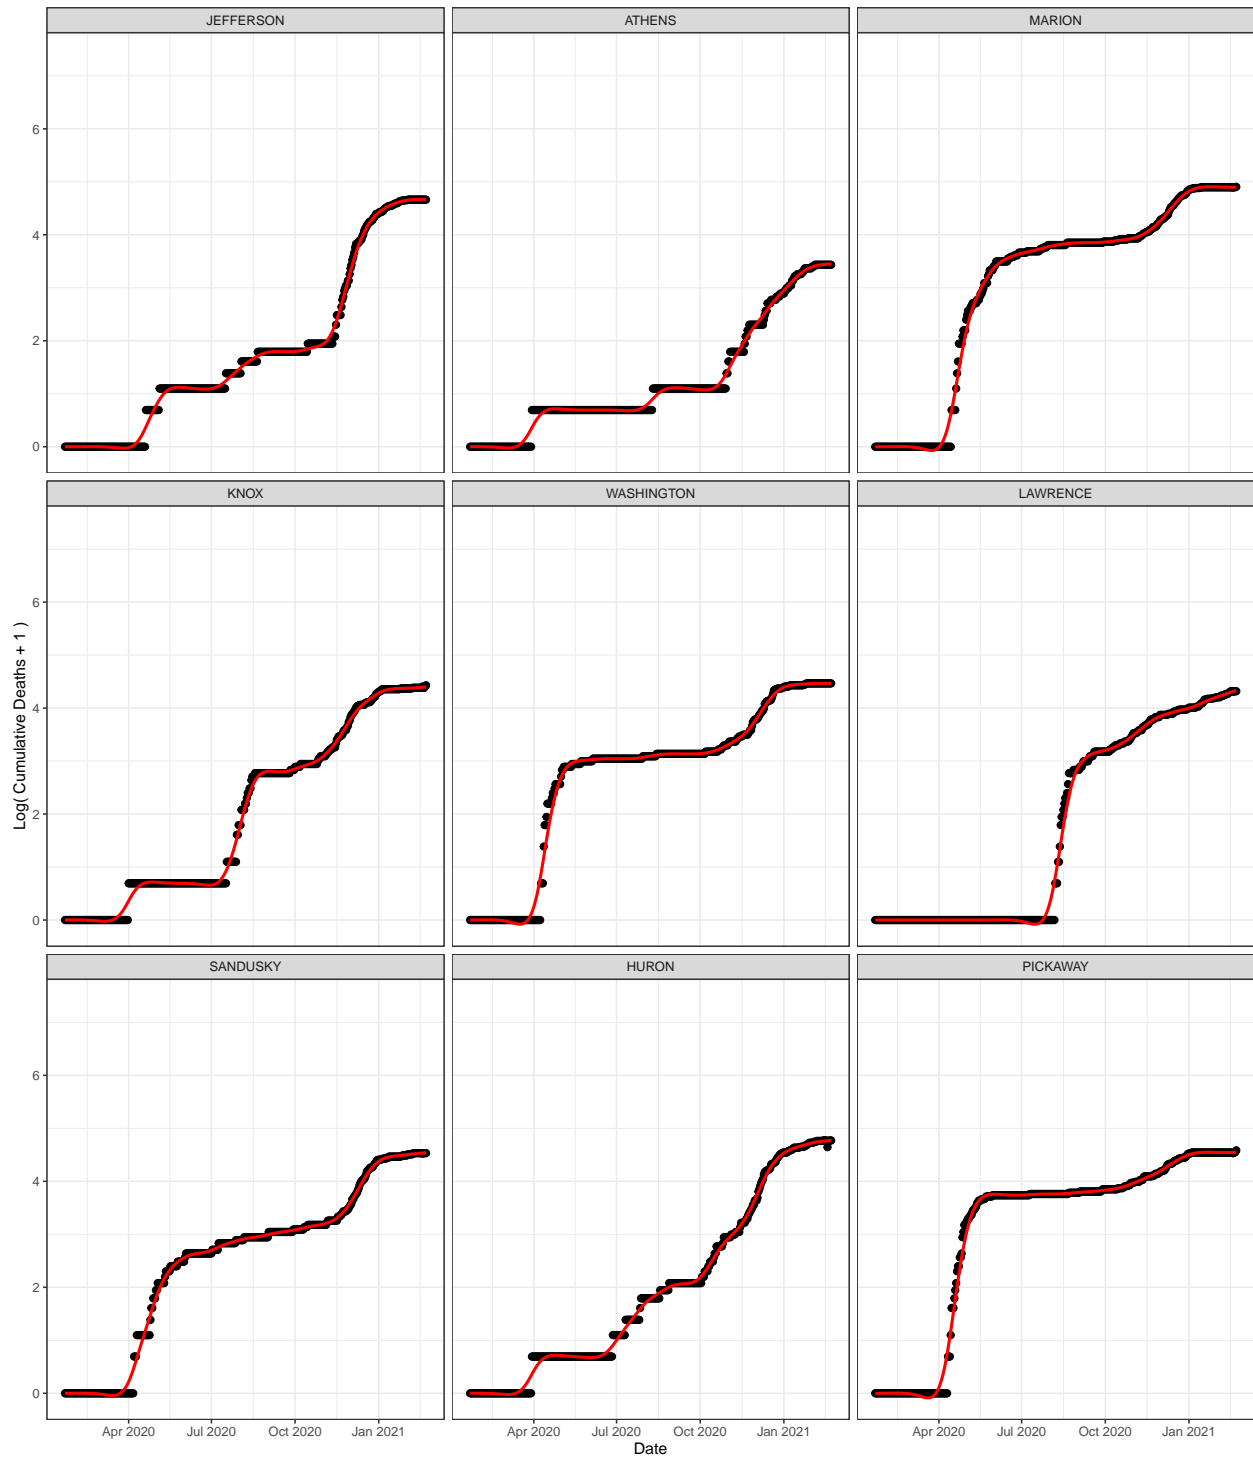 JEFFERSON ATHENS MARION
6
4
2
0
KNOX WASHINGTON LAWRENCE
6
4
2
0
Log( Cumulative Deaths + 1 )
SANDUSKY HURON PICKAWAY
6
4
2
0
Apr 2020 Jul 2020 Oct 2020 Jan 2021 Apr 2020 Jul 2020 Oct 2020 Jan 2021 Apr 2020 Jul 2020 Oct 2020 Jan 2021
Date